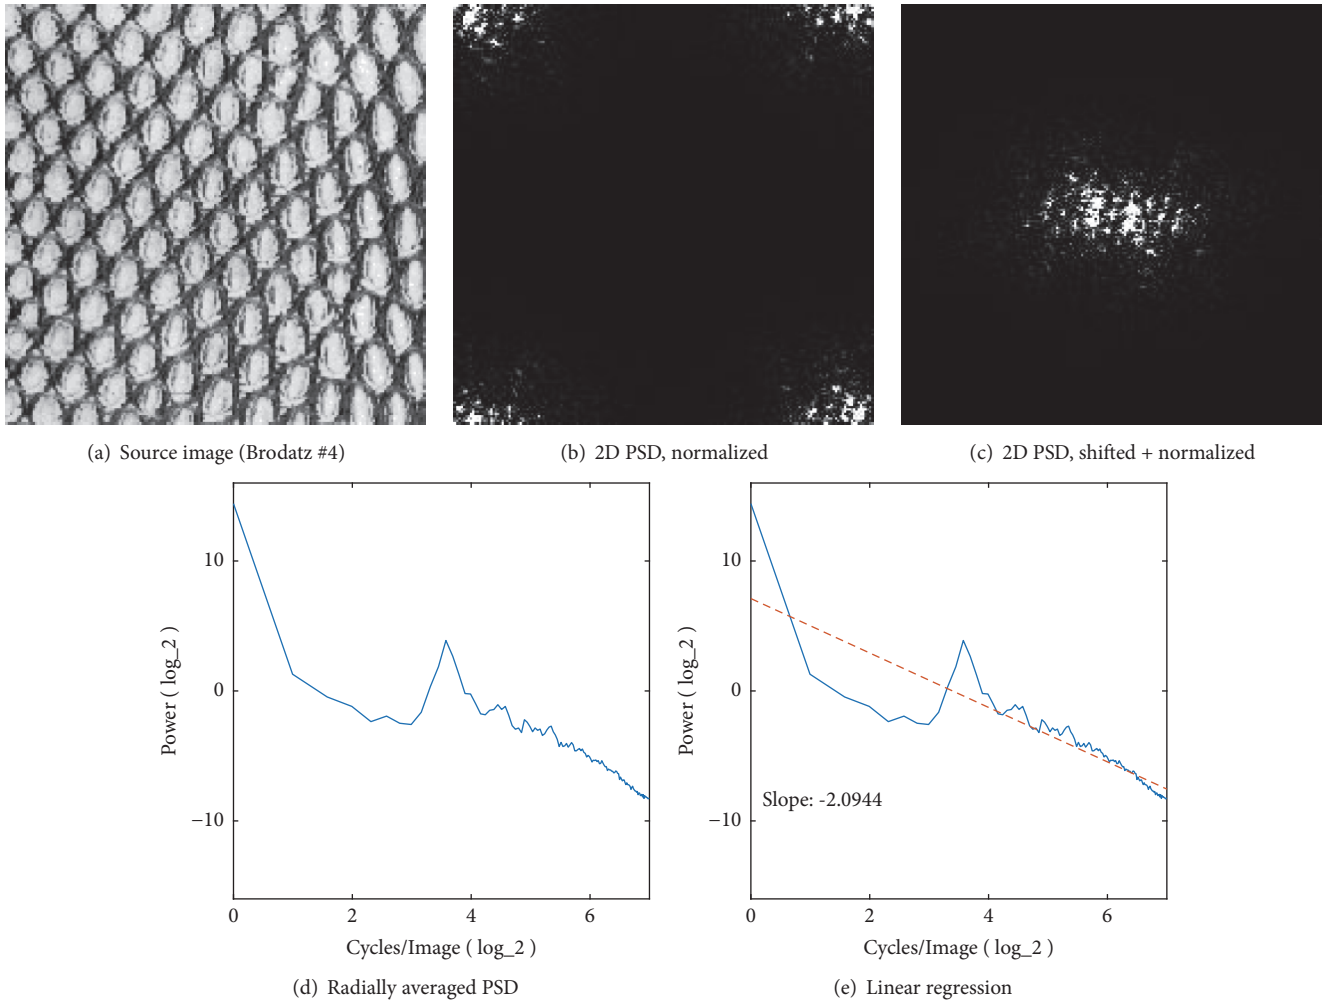 (a) Source image (Brodatz #4)
(b) 2D PSD, normalized
(c) 2D PSD, shifted + normalized
10
0
−10
Power ( log_2 )
0
2
4
6
Cycles/Image ( log_2 )
(d) Radially averaged PSD
10
0
−10
Power ( log_2 )
Slope: -2.0944
0
2
4
6
Cycles/Image ( log_2 )
(e) Linear regression